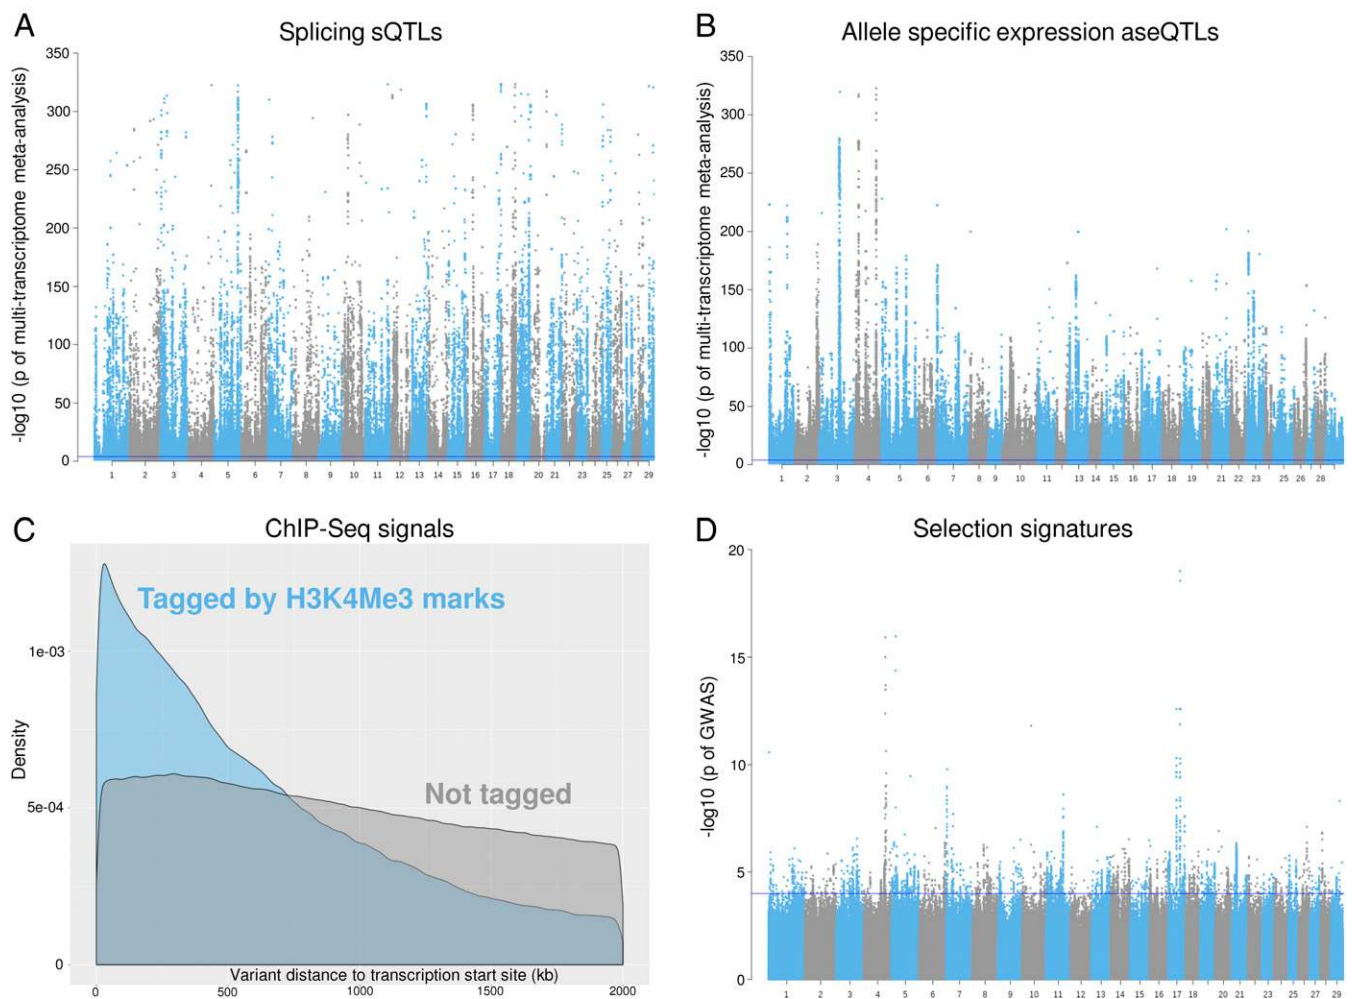 A
Splicing sQTLs
-log10 (p of multi-transcriptome meta-analysis)
350
300
250
200
150
100
50
0
1 2 3 4 5 6 7 8 9 10 11 12 13 14 15 16 17 18 19 20 21 22 23 25 27 29
B
Allele specific expression aseQTLs
-log10 (p of multi-transcriptome meta-analysis)
350
300
250
200
150
100
50
0
1 2 3 4 5 6 7 8 9 10 11 13 14 15 16 17 18 19 20 21 22 23 25 26 28
C
ChIP-Seq signals
Tagged by H3K4Me3 marks
Not tagged
Density
1e-03
5e-04
0
Variant distance to transcription start site (kb)
0 500 1000 1500 2000
D
Selection signatures
-log10 (p of GWAS)
20
15
10
5
0
1 2 3 4 5 6 7 8 9 10 11 12 13 14 15 16 17 18 19 20 21 23 25 27 29